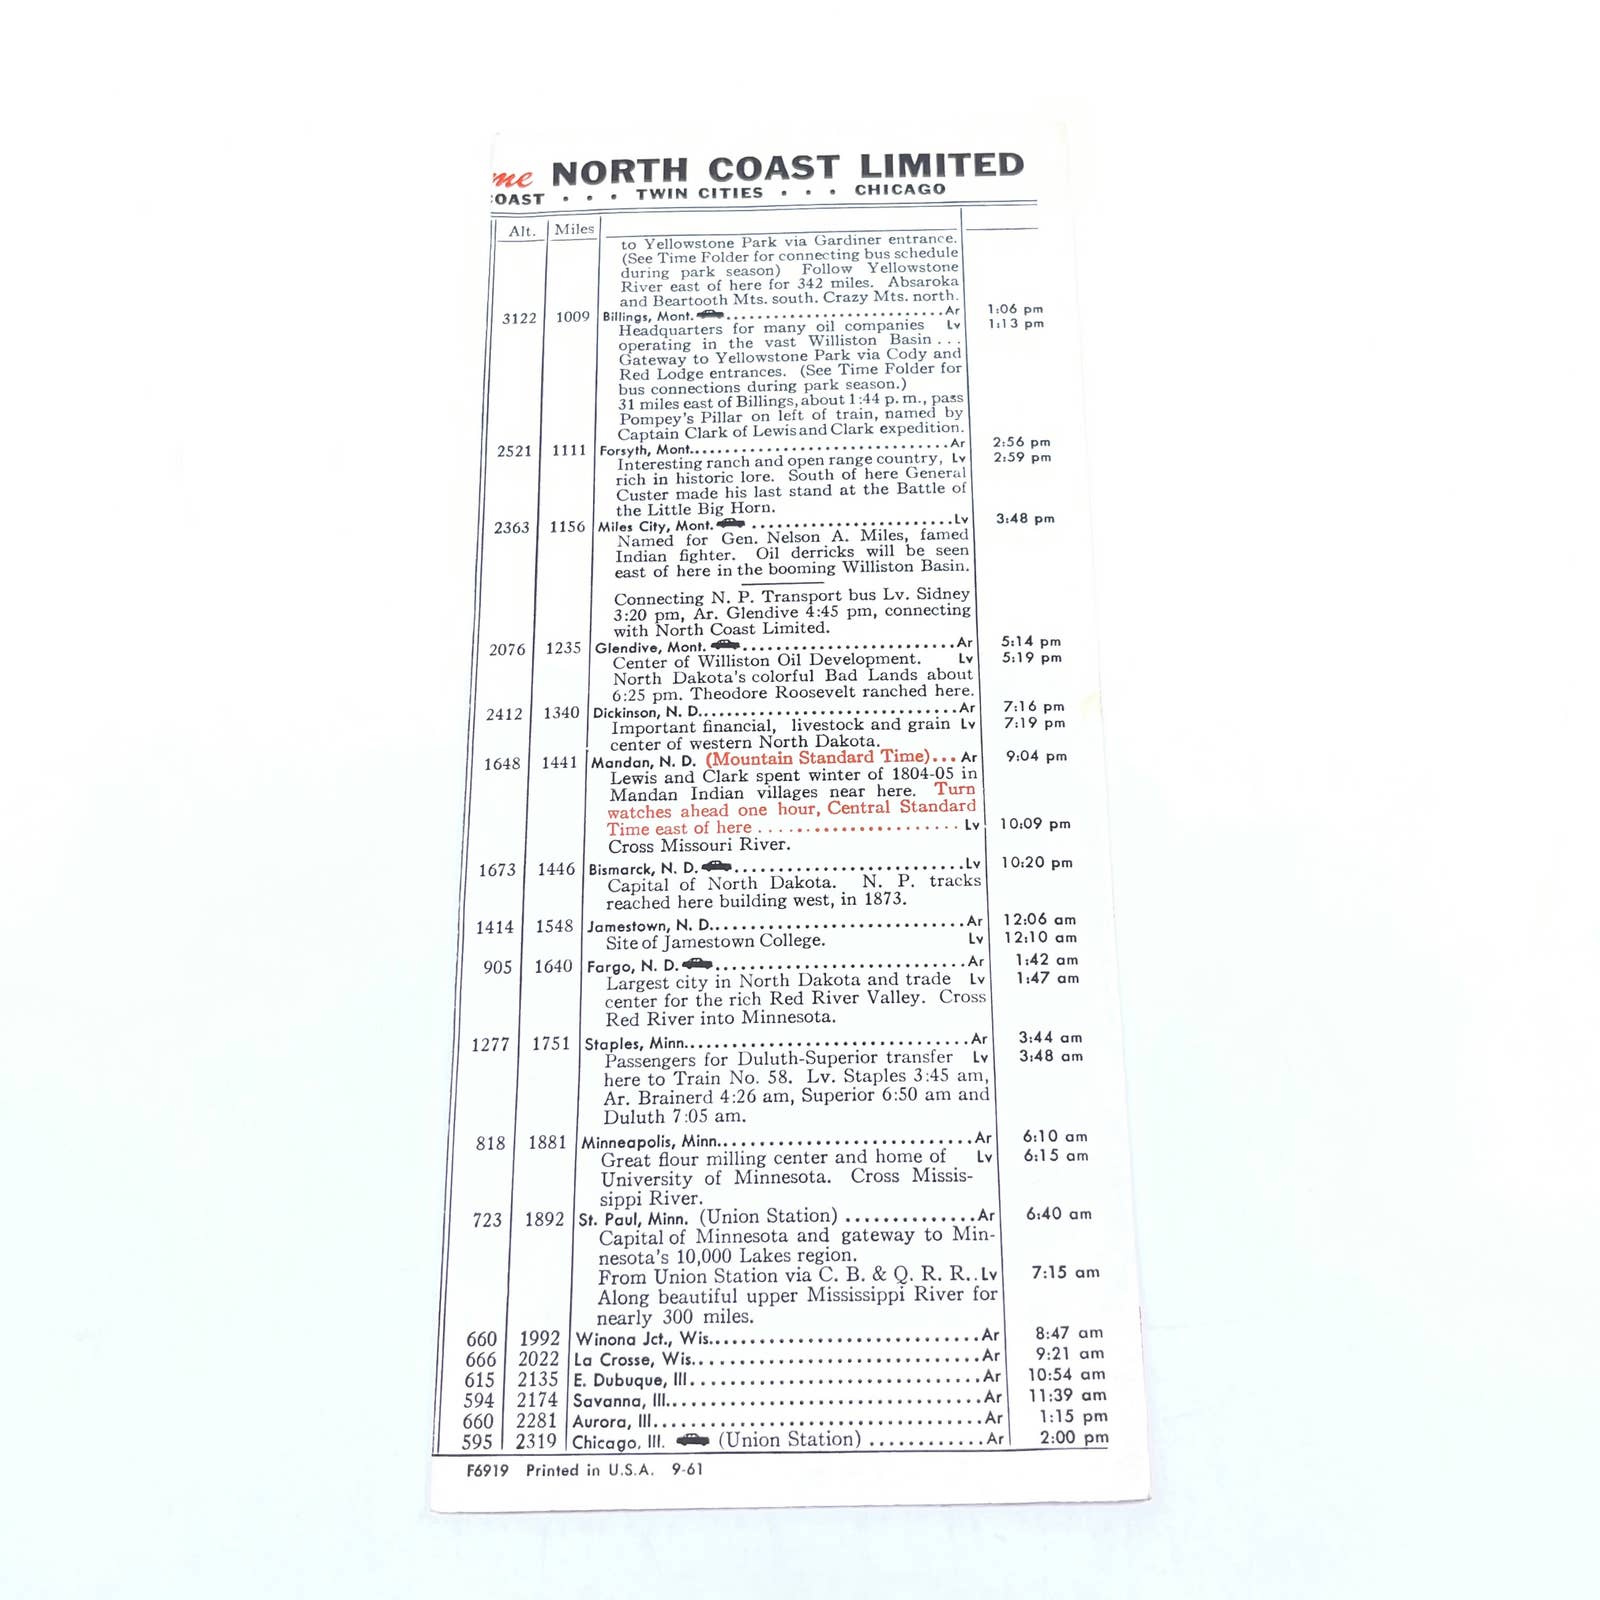 me NORTH COAST LIMITED
OAST . . . TWIN CITIES . . . CHICAGO
Alt. Miles
to Yellowstone Park via Gardiner entrance.
(See Time Folder for connecting bus schedule
during park season) Follow Yellowstone
River east of here for 342 miles. Absaroka
and Beartooth Mts. south. Crazy Mts. north.
3122 1009 Billings, Mont. Ar 1:06 pm
Headquarters for many oil companies Lv 1:13 pm
operating in the vast Williston Basin . . .
Gateway to Yellowstone Park via Cody and
Red Lodge entrances. (See Time Folder for
bus connections during park season.)
31 miles east of Billings, about 1:44 p. m., pass
Pompey's Pillar on left of train, named by
Captain Clark of Lewis and Clark expedition.
2521 1111 Forsyth, Mont. Ar 2:56 pm
Interesting ranch and open range country, Lv 2:59 pm
rich in historic lore. South of here General
Custer made his last stand at the Battle of
the Little Big Horn.
2363 1156 Miles City, Mont. Lv 3:48 pm
Named for Gen. Nelson A. Miles, famed
Indian fighter. Oil derricks will be seen
east of here in the booming Williston Basin.
Connecting N. P. Transport bus Lv. Sidney
3:20 pm, Ar. Glendive 4:45 pm, connecting
with North Coast Limited.
2076 1235 Glendive, Mont. Ar 5:14 pm
Center of Williston Oil Development. Lv 5:19 pm
North Dakota's colorful Bad Lands about
6:25 pm. Theodore Roosevelt ranched here.
2412 1340 Dickinson, N. D. Ar 7:16 pm
Important financial, livestock and grain Lv 7:19 pm
center of western North Dakota.
1648 1441 Mandan, N. D. (Mountain Standard Time)... Ar 9:04 pm
Lewis and Clark spent winter of 1804-05 in
Mandan Indian villages near here. Turn
watches ahead one hour, Central Standard
Time east of here Lv 10:09 pm
Cross Missouri River.
1673 1446 Bismarck, N. D. Lv 10:20 pm
Capital of North Dakota. N. P. tracks
reached here building west, in 1873.
1414 1548 Jamestown, N. D. Ar 12:06 am
Site of Jamestown College. Lv 12:10 am
905 1640 Fargo, N. D. Ar 1:42 am
Largest city in North Dakota and trade Lv 1:47 am
center for the rich Red River Valley. Cross
Red River into Minnesota.
1277 1751 Staples, Minn. Ar 3:44 am
Passengers for Duluth-Superior transfer Lv 3:48 am
here to Train No. 58. Lv. Staples 3:45 am,
Ar. Brainerd 4:26 am, Superior 6:50 am and
Duluth 7:05 am.
818 1881 Minneapolis, Minn. Ar 6:10 am
Great flour milling center and home of Lv 6:15 am
University of Minnesota. Cross Missis-
sippi River.
723 1892 St. Paul, Minn. (Union Station) Ar 6:40 am
Capital of Minnesota and gateway to Min-
nesota's 10,000 Lakes region.
From Union Station via C. B. & Q. R. R.. Lv 7:15 am
Along beautiful upper Mississippi River for
nearly 300 miles.
660 1992 Winona Jct., Wis. Ar 8:47 am
666 2022 La Crosse, Wis. Ar 9:21 am
615 2135 E. Dubuque, Ill. Ar 10:54 am
594 2174 Savanna, Ill. Ar 11:39 am
660 2281 Aurora, Ill. Ar 1:15 pm
595 2319 Chicago, Ill. (Union Station) Ar 2:00 pm
F6919 Printed in U.S.A. 9-61